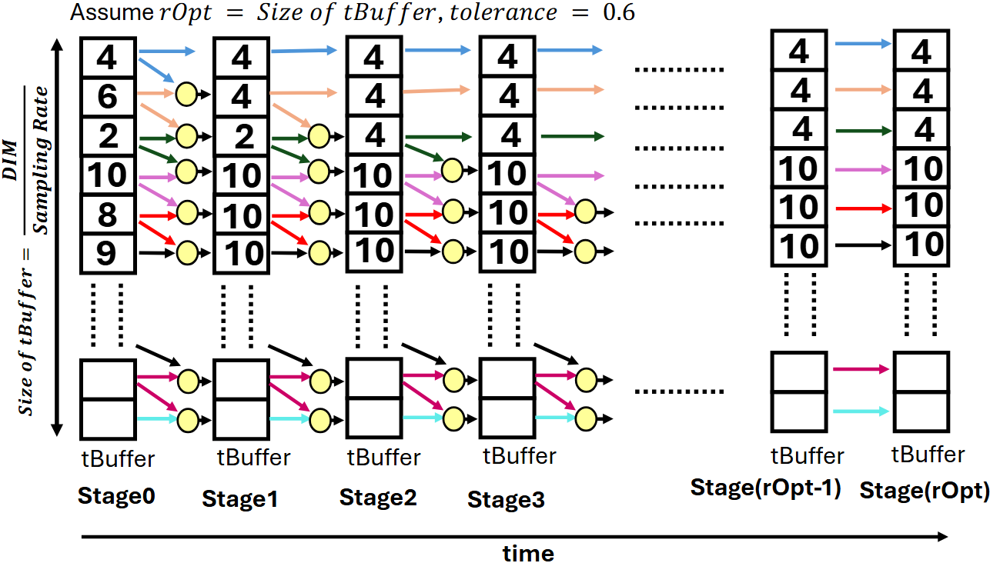 Assume rOpt = Size of tBuffer, tolerance = 0.6
Size of tBuffer = DIM / Sampling Rate
4 4 4 4 4 4
6 4 4 4 4 4
2 2 4 4 4 4
10 10 10 10 10 10
8 10 10 10 10 10
9 10 10 10 10 10
tBuffer tBuffer tBuffer tBuffer tBuffer tBuffer
Stage0 Stage1 Stage2 Stage3 Stage(rOpt-1) Stage(rOpt)
time